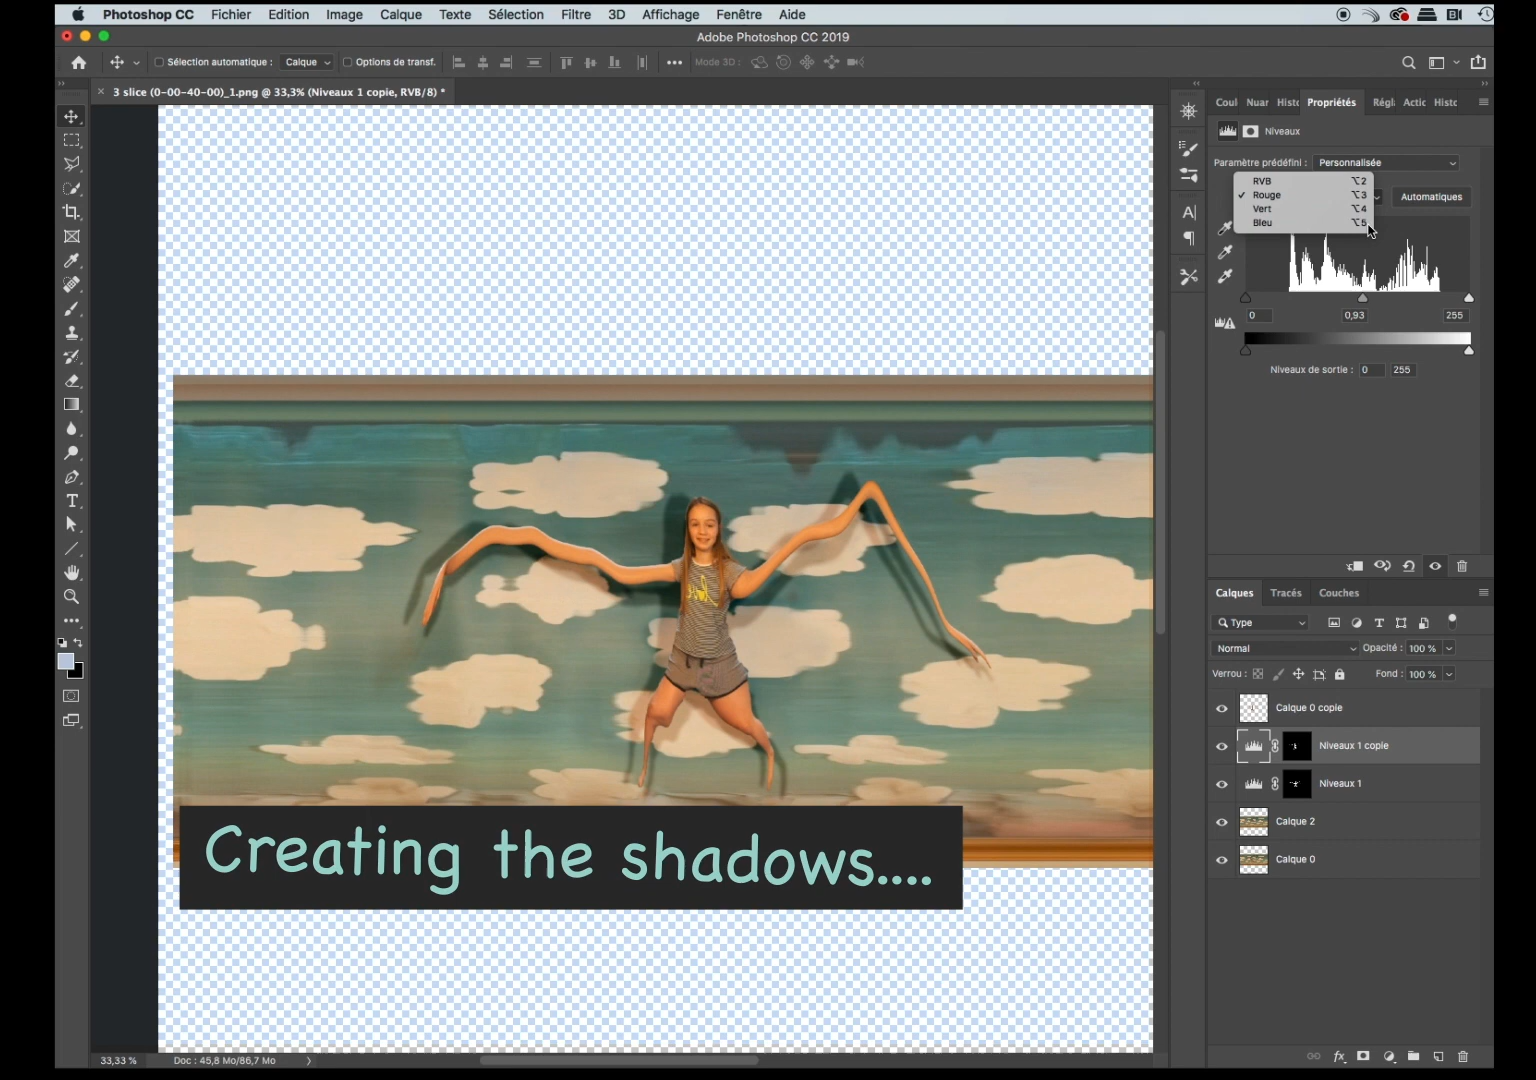 Photoshop CC Fichier Edition Image Calque Texte Sélection Filtre 3D Affichage Fenêtre Aide
Adobe Photoshop CC 2019
Sélection automatique : Calque Options de transf. Mode 3D :
3 slice (0-00-40-00)_1.png @ 33,3% (Niveaux 1 copie, RVB/8) *
Coul Nuar Histo Propriétés Régl Actic Histc
Niveaux
Paramètre prédéfini : Personnalisée
RVB ⌥2
Rouge ⌥3
Vert ⌥4
Bleu ⌥5
Automatiques
0 0,93 255
Niveaux de sortie : 0 255
Calques Tracés Couches
Type
Normal Opacité : 100 %
Verrou : Fond : 100 %
Calque 0 copie
Niveaux 1 copie
Niveaux 1
Calque 2
Calque 0
Creating the shadows....
33,33 % Doc : 45,8 Mo/86,7 Mo